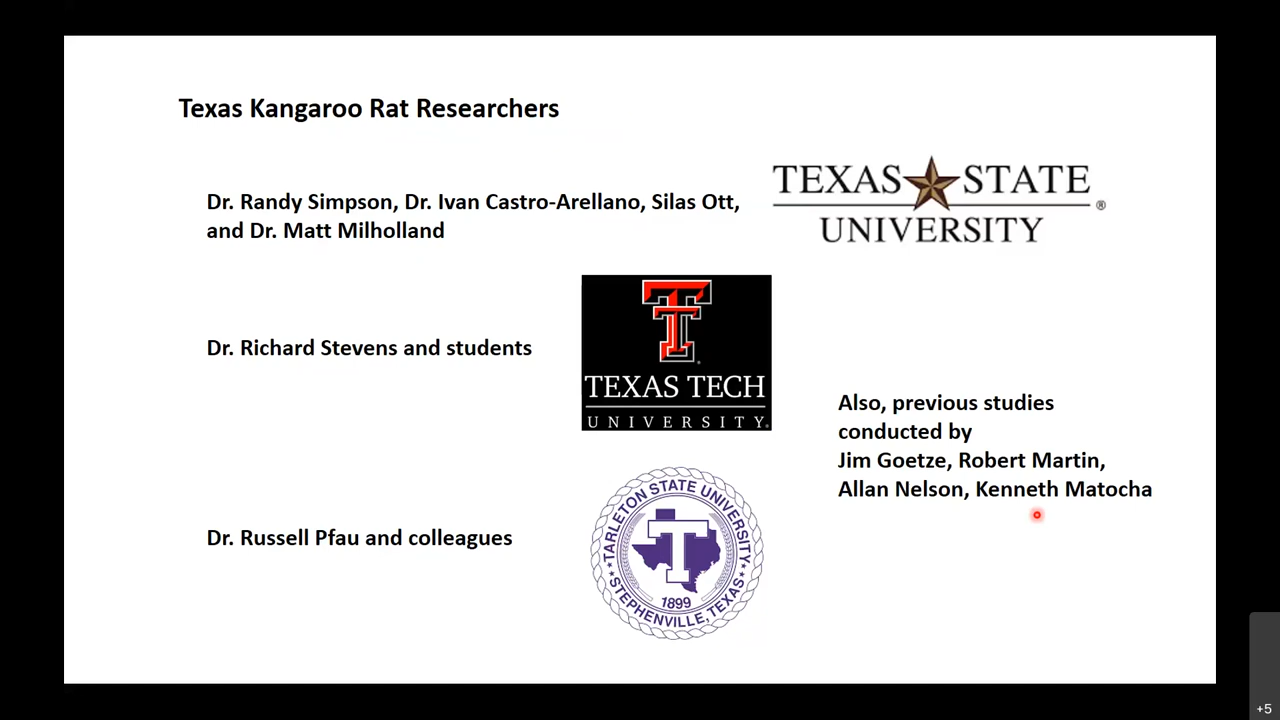 Texas Kangaroo Rat Researchers
Dr. Randy Simpson, Dr. Ivan Castro-Arellano, Silas Ott,
and Dr. Matt Milholland
TEXAS STATE
UNIVERSITY
®
Dr. Richard Stevens and students
TEXAS TECH
UNIVERSITY.
Also, previous studies
conducted by
Jim Goetze, Robert Martin,
Allan Nelson, Kenneth Matocha
Dr. Russell Pfau and colleagues
TARLETON STATE UNIVERSITY
T
1899
STEPHENVILLE, TEXAS
+5